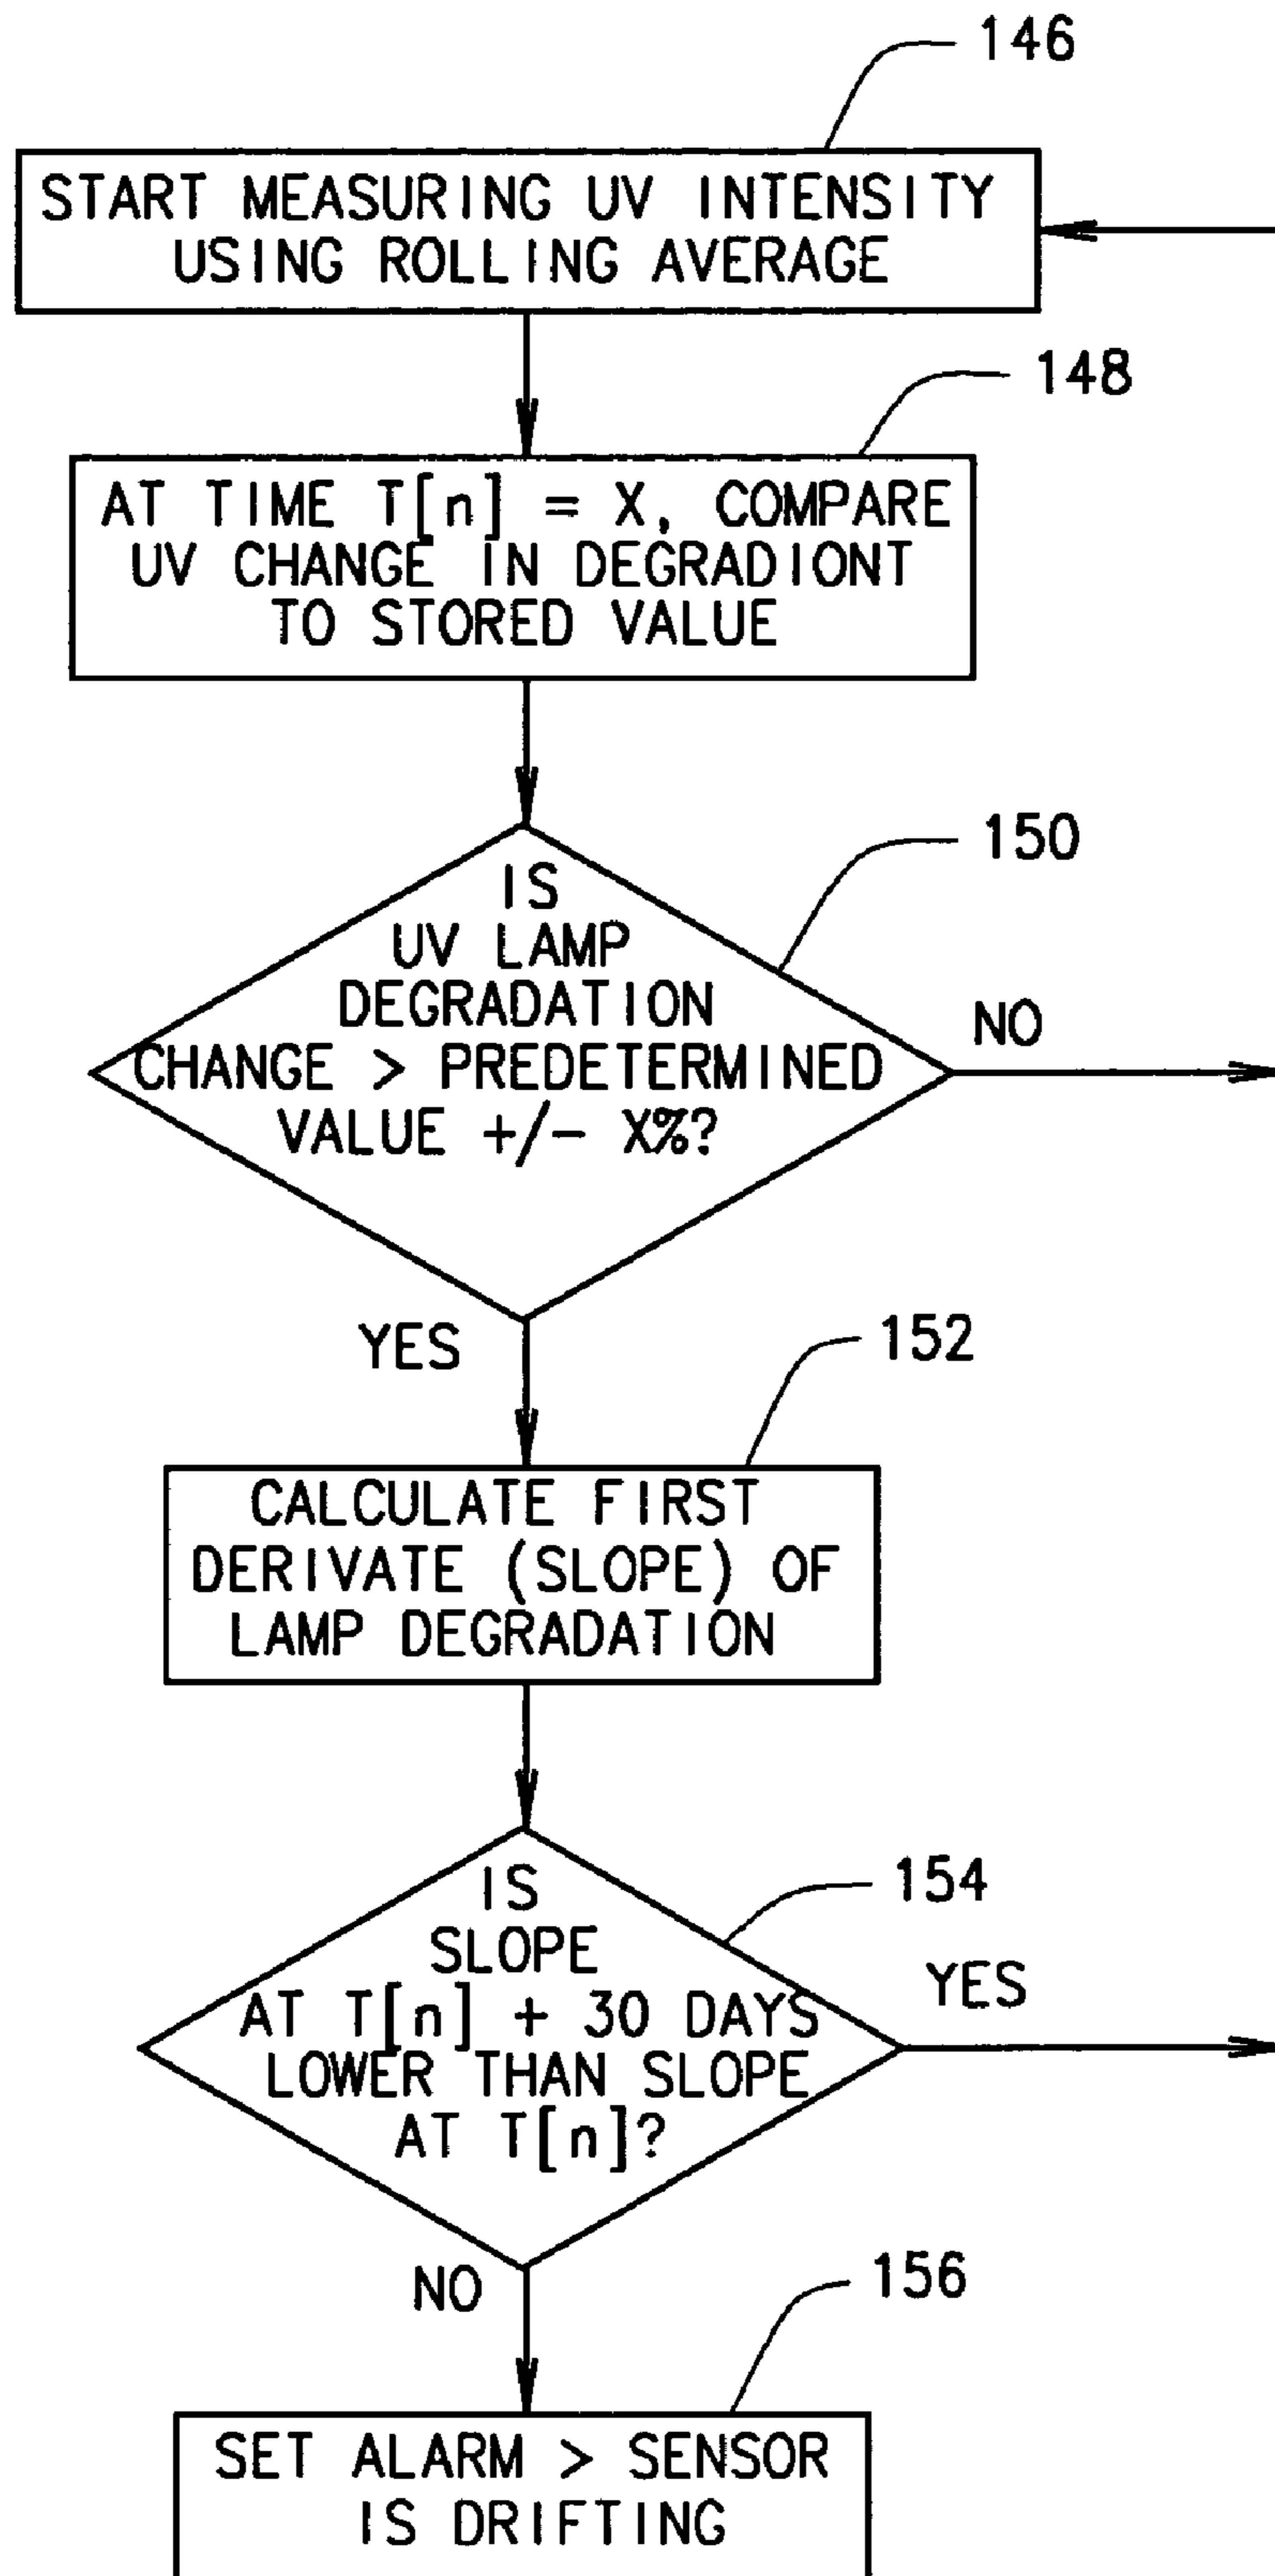 146
START MEASURING UV INTENSITY
USING ROLLING AVERAGE
148
AT TIME T[n] = X, COMPARE
UV CHANGE IN DEGRADIONT
TO STORED VALUE
150
IS
UV LAMP
DEGRADATION
CHANGE > PREDETERMINED
VALUE +/- X%?
NO
YES
152
CALCULATE FIRST
DERIVATE (SLOPE) OF
LAMP DEGRADATION
154
IS
SLOPE
AT T[n] + 30 DAYS
LOWER THAN SLOPE
AT T[n]?
YES
NO
156
SET ALARM > SENSOR
IS DRIFTING